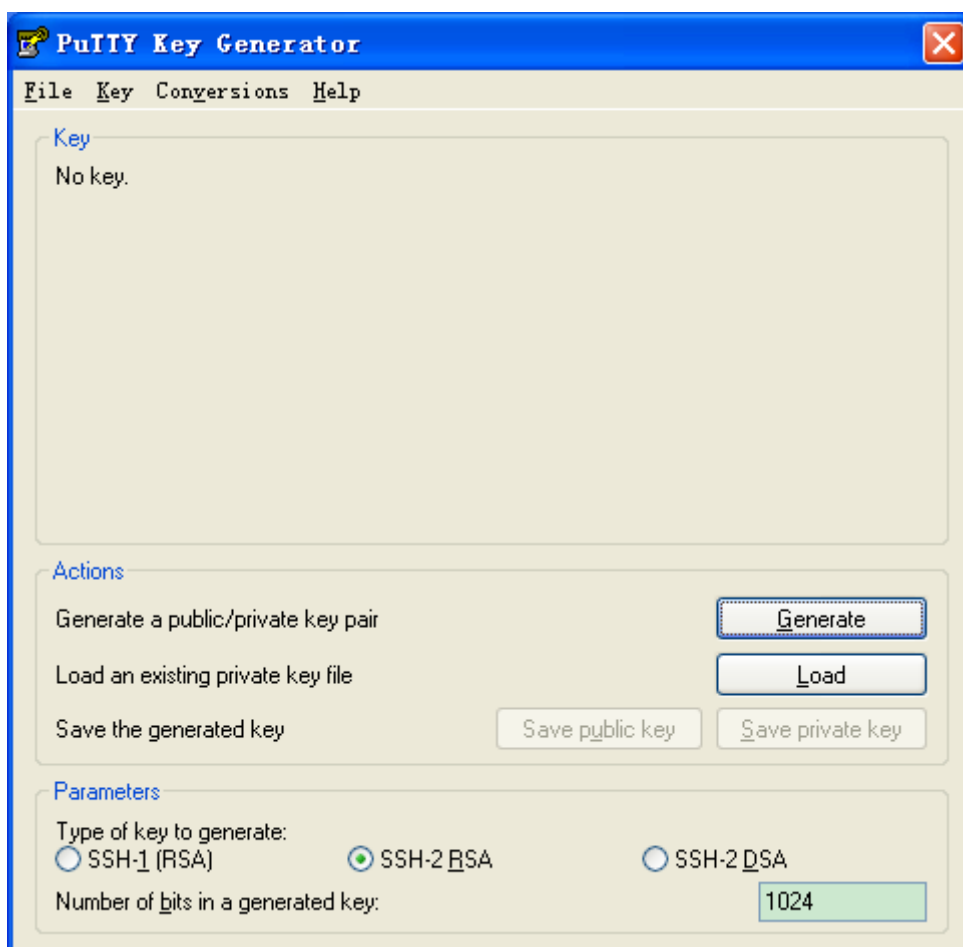 PuTTY Key Generator
File Key Conversions Help
Key
No key.
Actions
Generate a public/private key pair Generate
Load an existing private key file Load
Save the generated key Save public key Save private key
Parameters
Type of key to generate:
SSH-1 (RSA) SSH-2 RSA SSH-2 DSA
Number of bits in a generated key: 1024